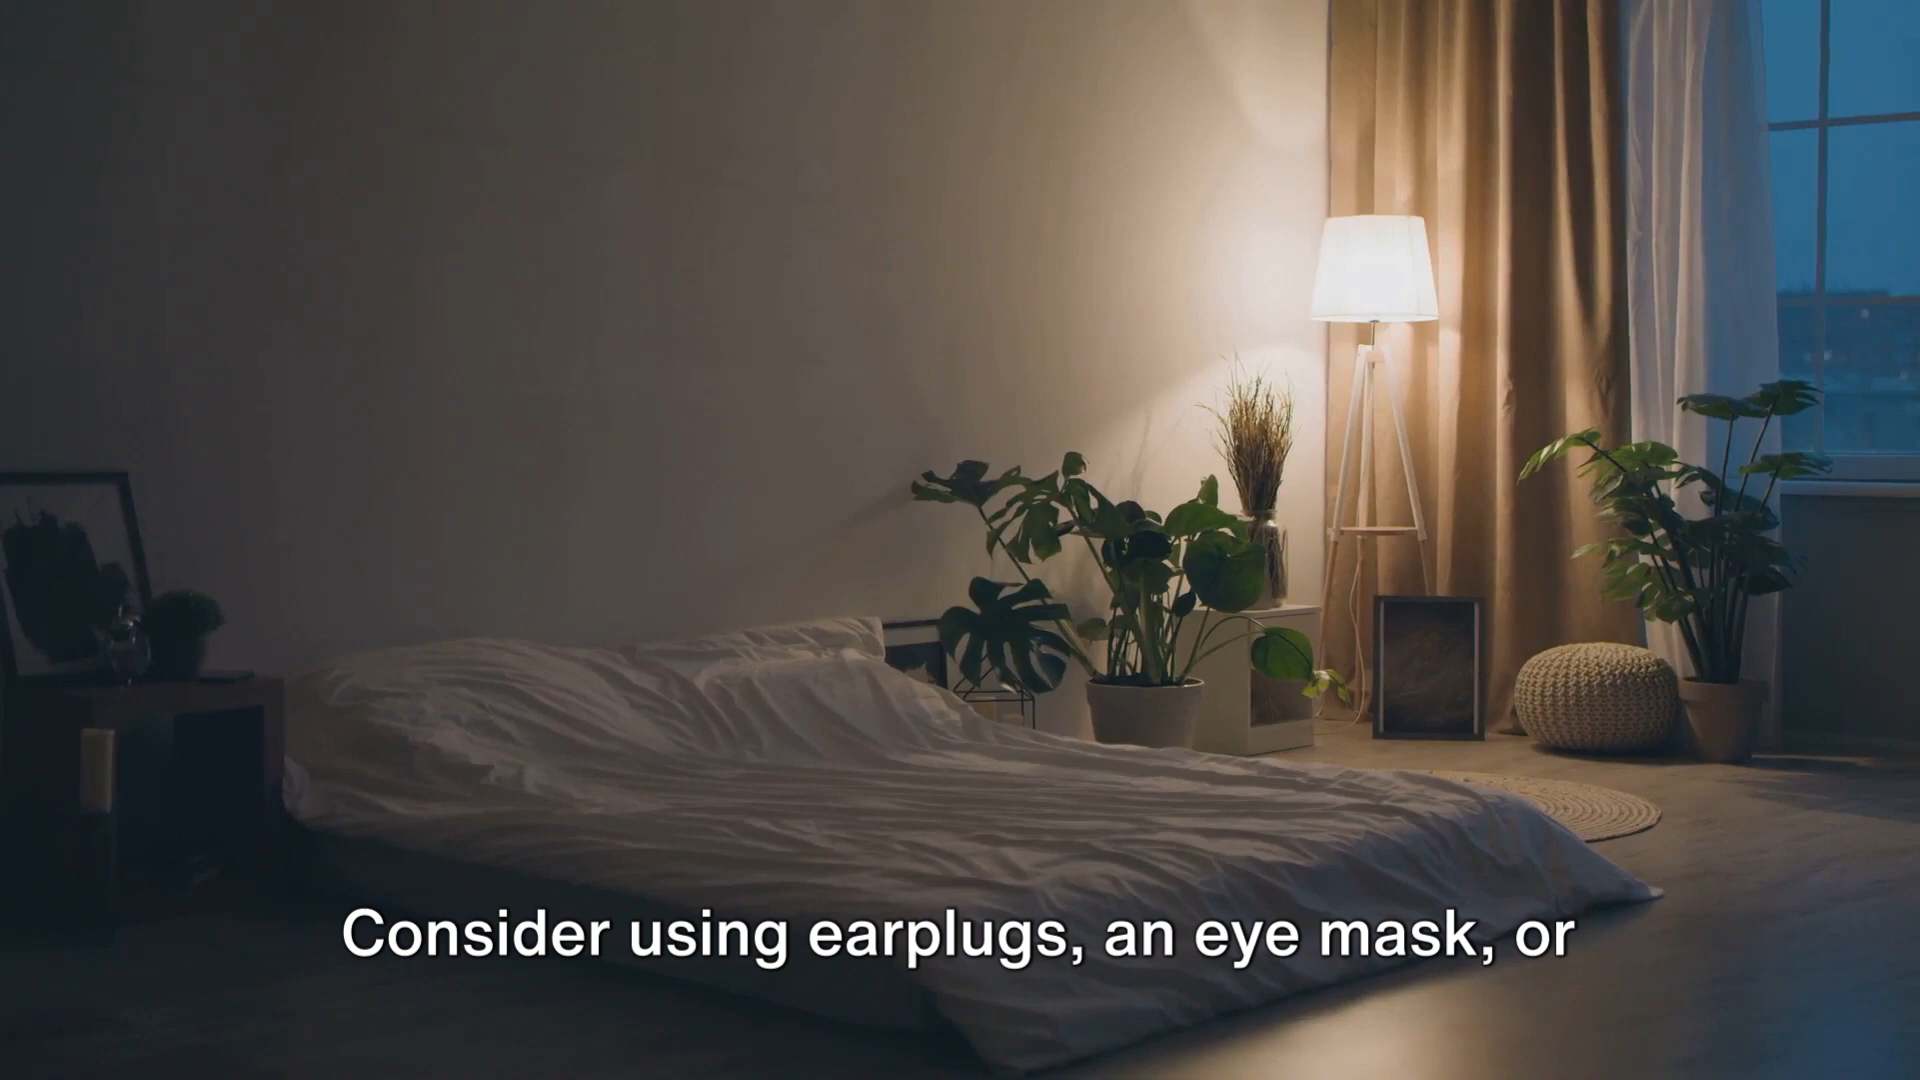 Consider using earplugs, an eye mask, or